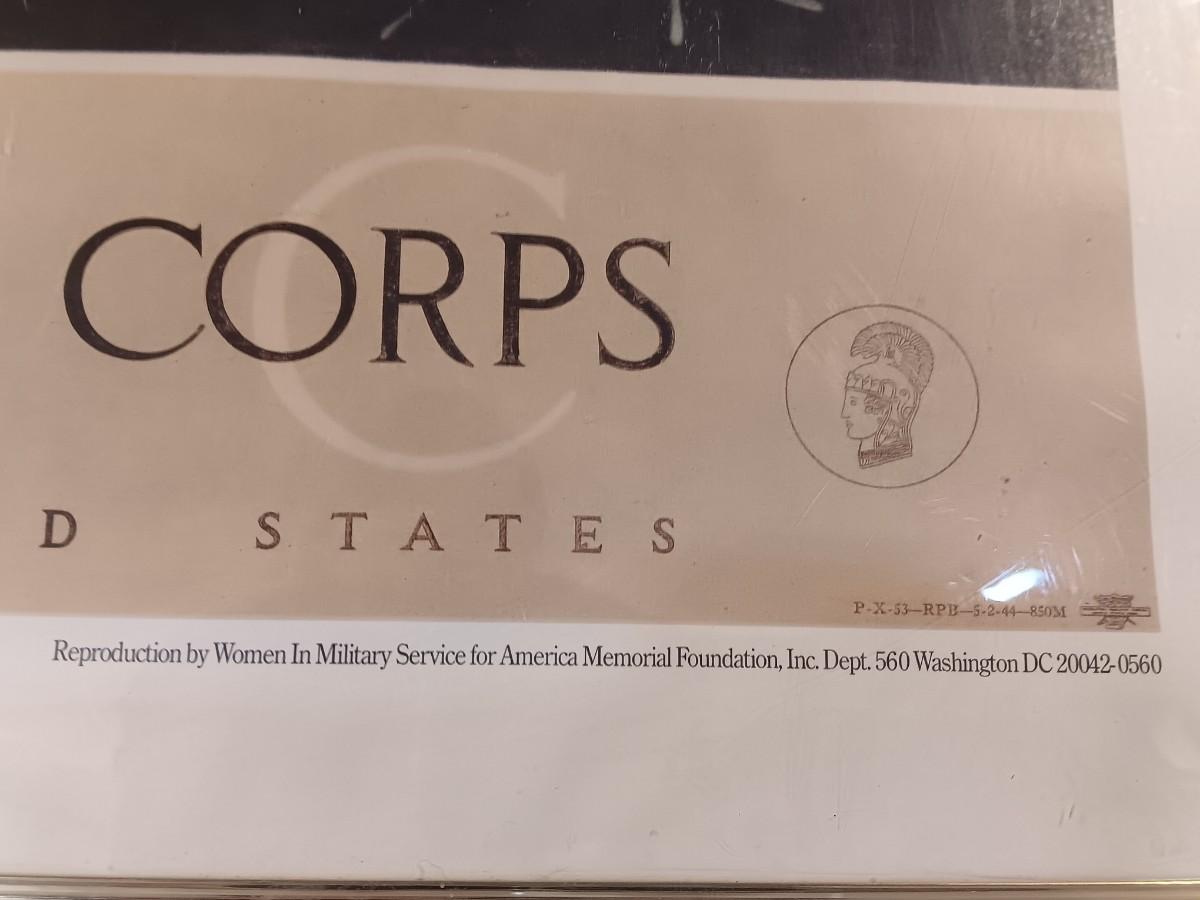 C
CORPS
D STATES
P-X-53—RPB—5-2-44—850M
Reproduction by Women In Military Service for America Memorial Foundation, Inc. Dept. 560 Washington DC 20042-0560